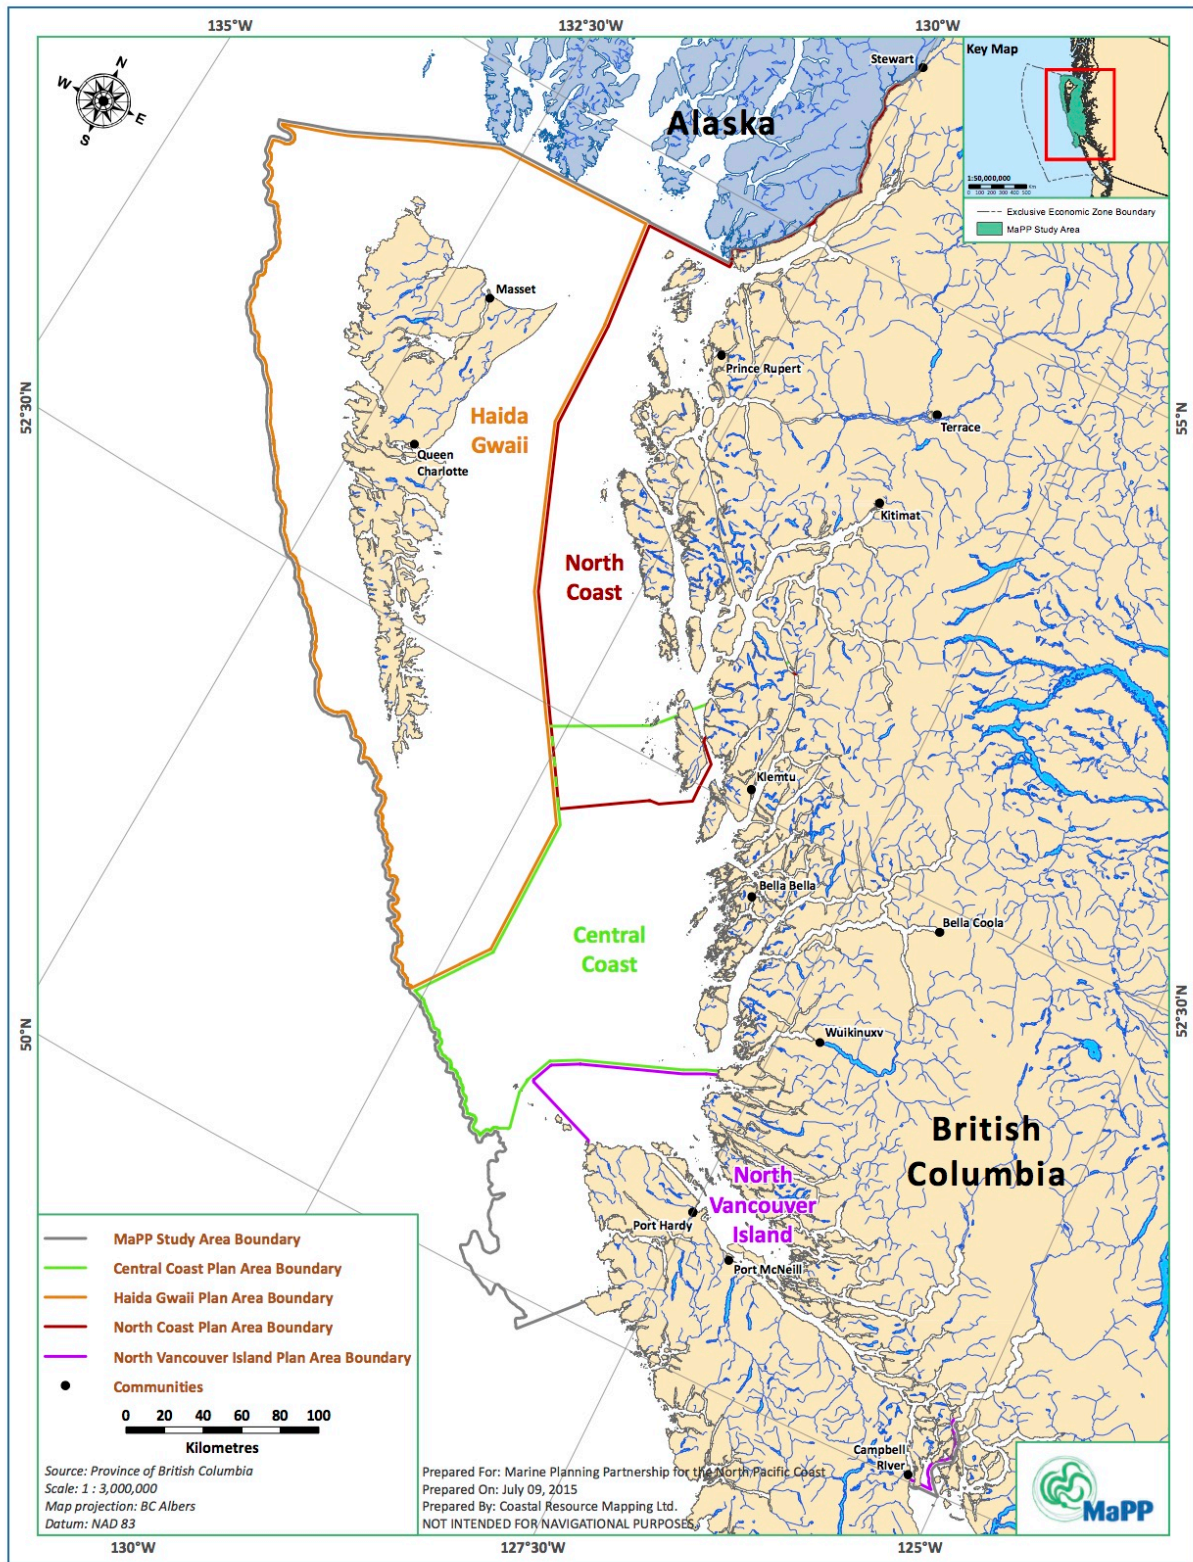 135°W
132°30'W
130°W
N
W
E
S
Stewart
Key Map
Alaska
1:50,000,000
0 100 200 300 400 500 Km
Exclusive Economic Zone Boundary
MaPP Study Area
Masset
Prince Rupert
52°30'N
55°N
Haida
Gwaii
Terrace
Queen
Charlotte
Kitimat
North
Coast
Klemtu
Bella Bella
Bella Coola
Central
Coast
50°N
52°30'N
Wuikinuxv
British
Columbia
North
Vancouver
Island
Port Hardy
Port McNeill
MaPP Study Area Boundary
Central Coast Plan Area Boundary
Haida Gwaii Plan Area Boundary
North Coast Plan Area Boundary
North Vancouver Island Plan Area Boundary
Communities
0 20 40 60 80 100
Kilometres
Campbell
River
Source: Province of British Columbia
Scale: 1 : 3,000,000
Map projection: BC Albers
Datum: NAD 83
Prepared For: Marine Planning Partnership for the North Pacific Coast
Prepared On: July 09, 2015
Prepared By: Coastal Resource Mapping Ltd.
NOT INTENDED FOR NAVIGATIONAL PURPOSES
MaPP
130°W
127°30'W
125°W